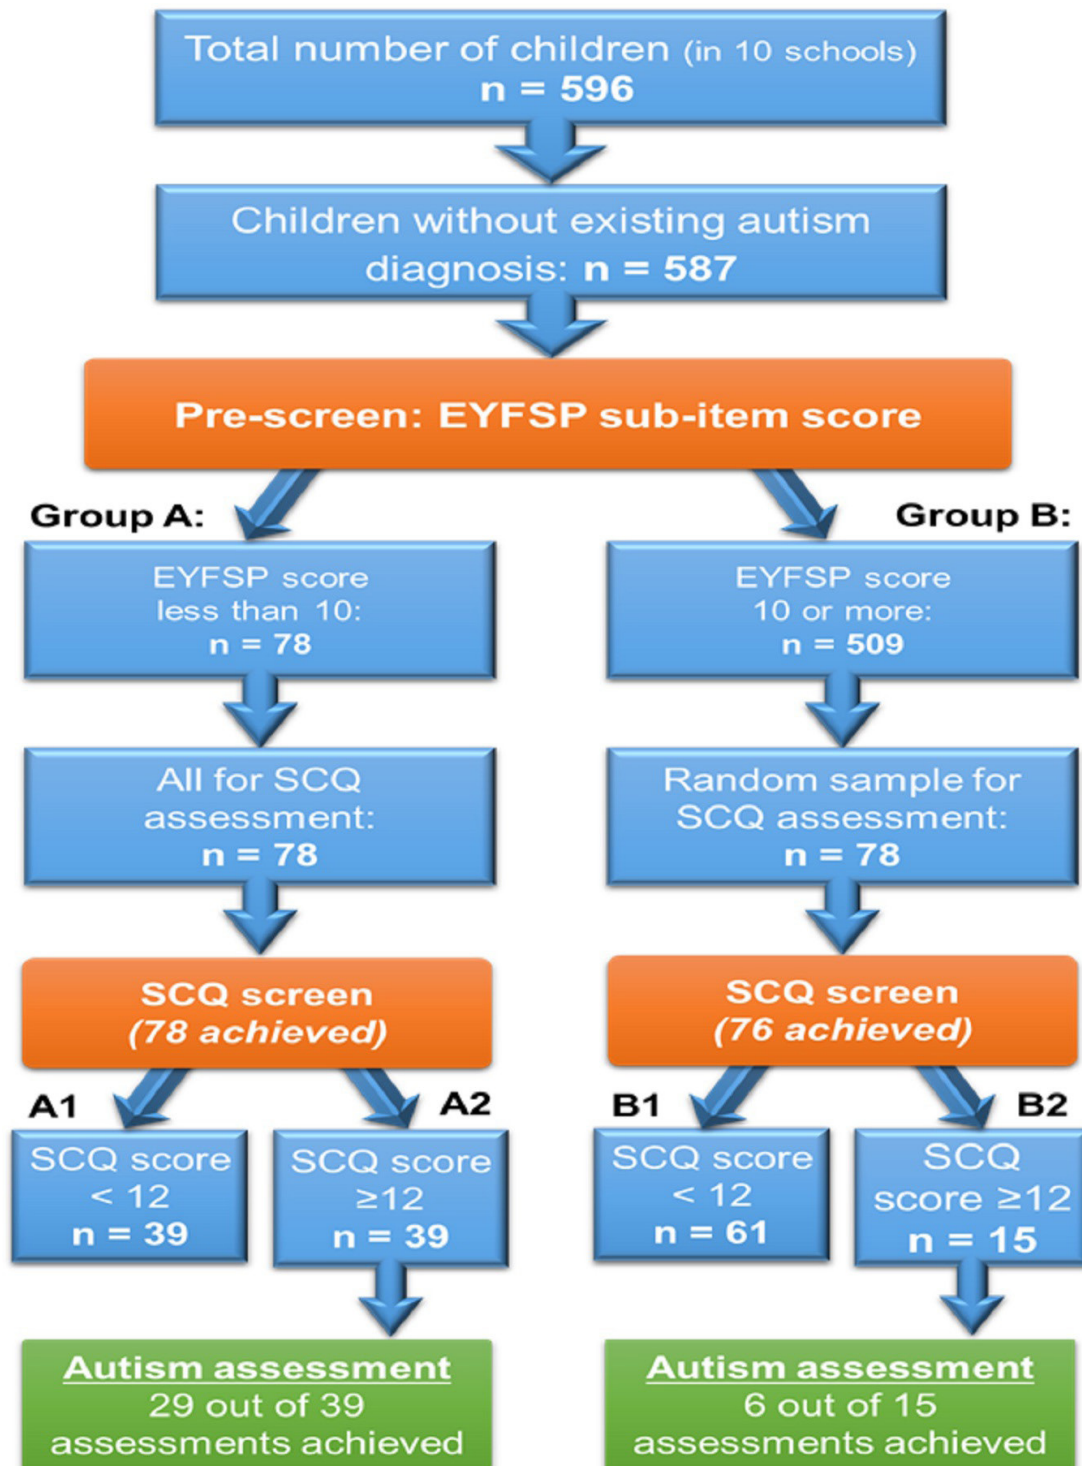 Total number of children (in 10 schools)
n = 596
Children without existing autism
diagnosis: n = 587
Pre-screen: EYFSP sub-item score
Group A:
Group B:
EYFSP score
less than 10:
n = 78
EYFSP score
10 or more:
n = 509
All for SCQ
assessment:
n = 78
Random sample for
SCQ assessment:
n = 78
SCQ screen
(78 achieved)
SCQ screen
(76 achieved)
A1
A2
B1
B2
SCQ score
< 12
n = 39
SCQ score
≥12
n = 39
SCQ score
< 12
n = 61
SCQ
score ≥12
n = 15
Autism assessment
29 out of 39
assessments achieved
Autism assessment
6 out of 15
assessments achieved